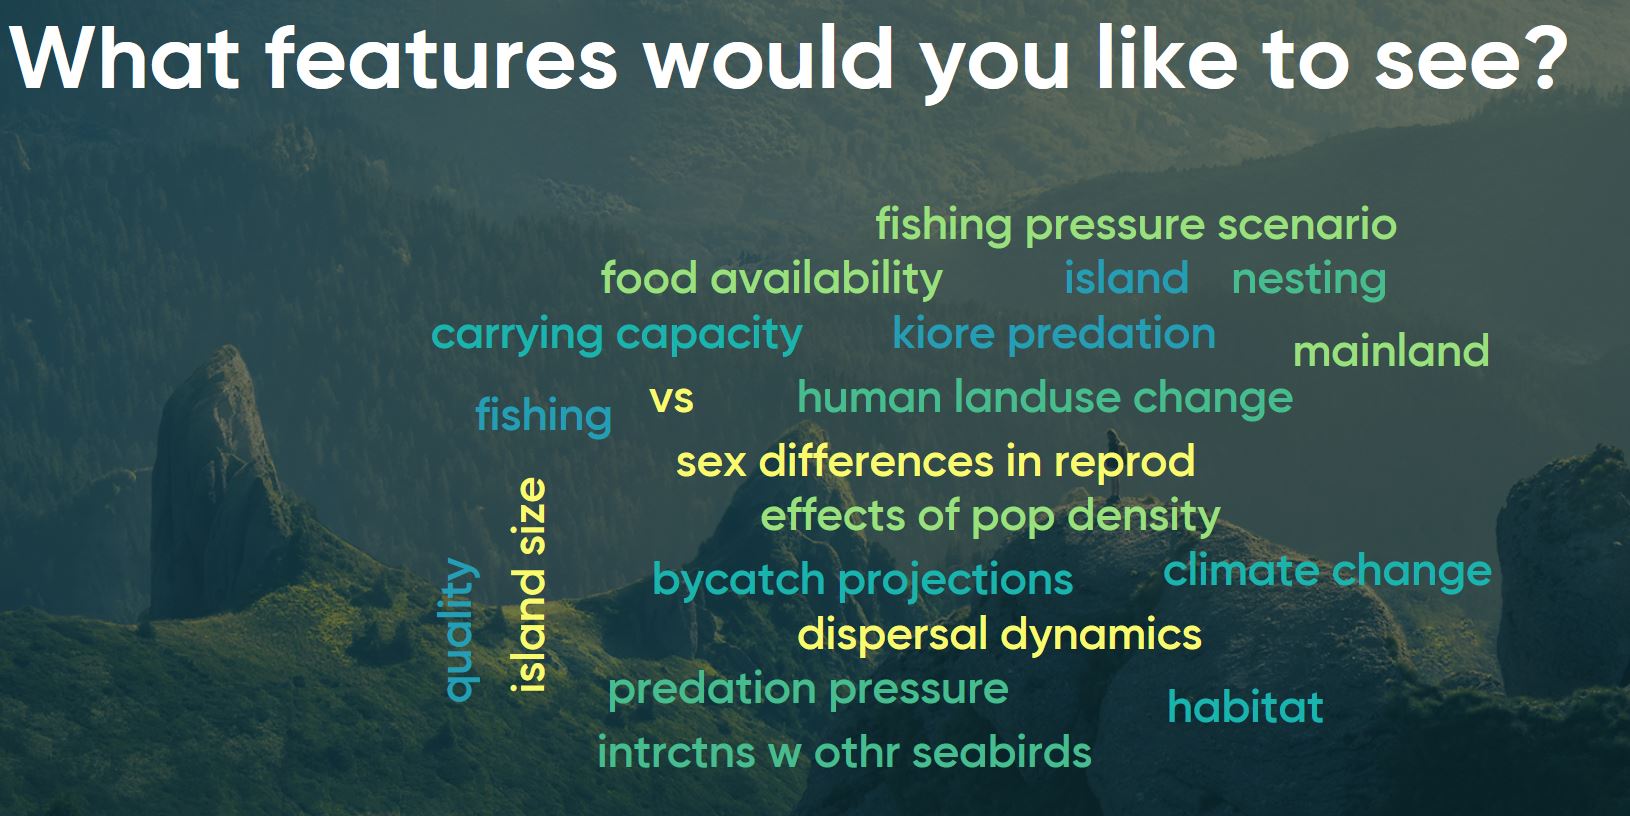 What features would you like to see?
fishing pressure scenario
food availability
island
nesting
carrying capacity
kiore predation
mainland
fishing
vs
human landuse change
sex differences in reprod
island size
effects of pop density
quality
bycatch projections
climate change
dispersal dynamics
predation pressure
habitat
intrctns w othr seabirds